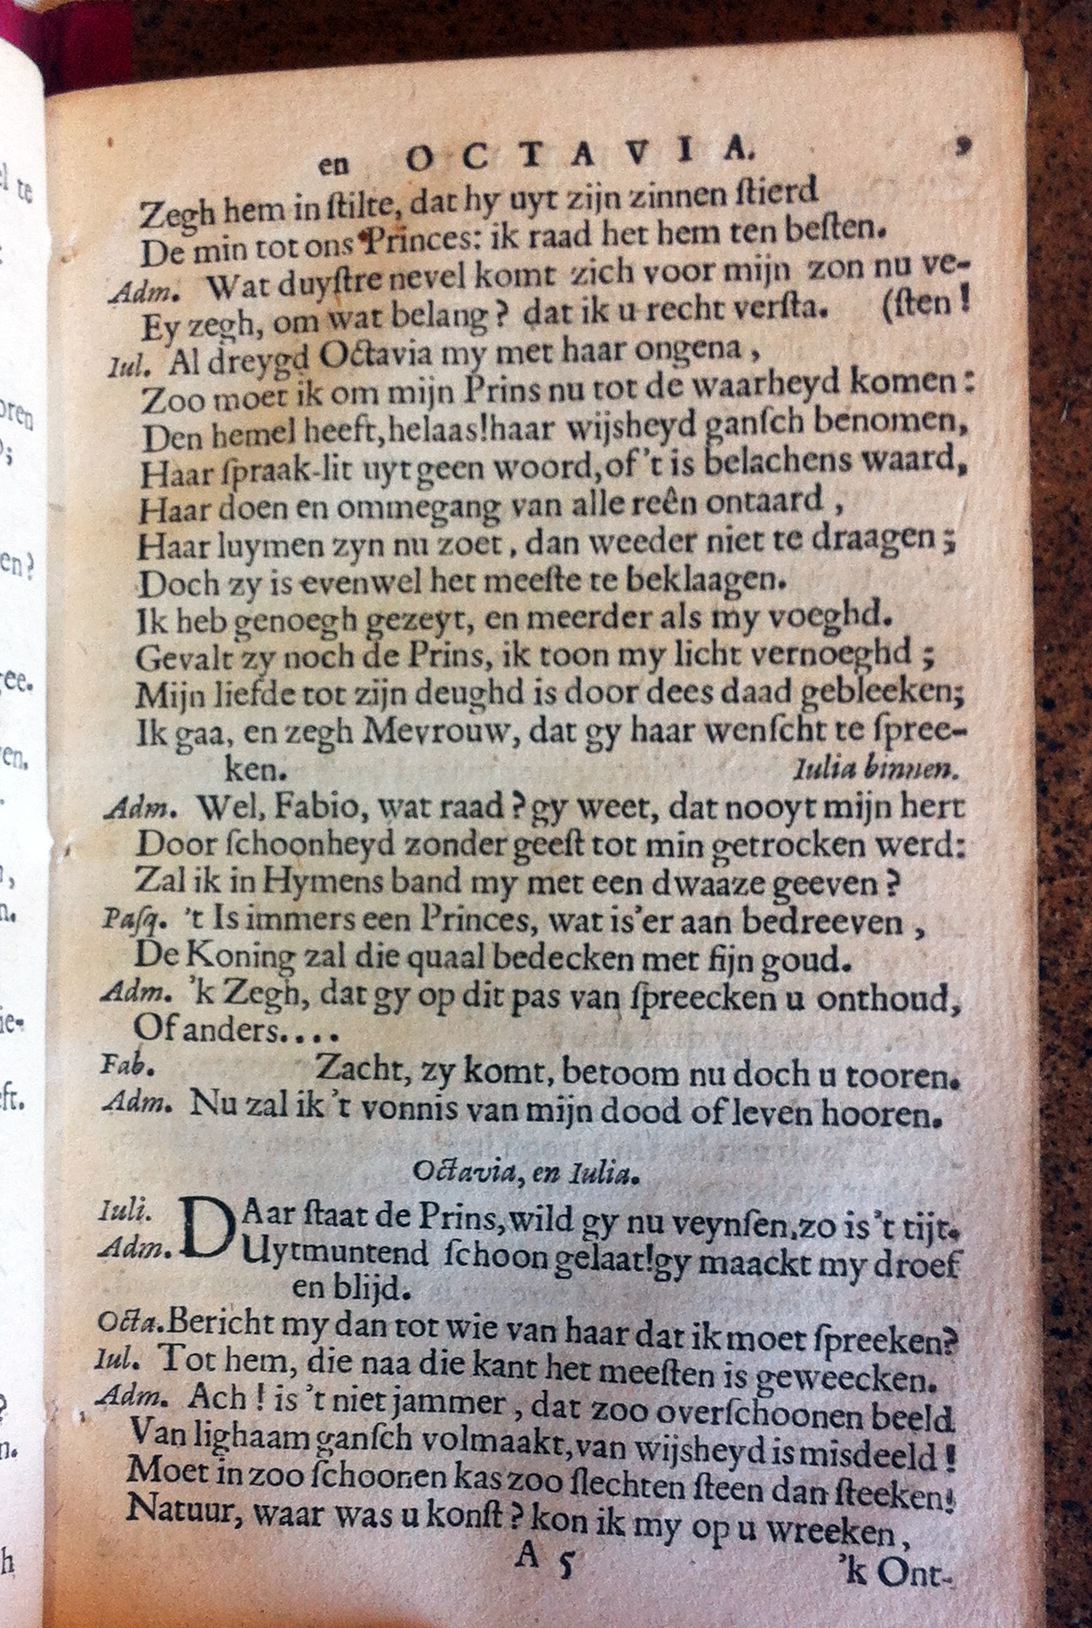 en OCTAVIA. 9
Zegh hem in ſtilte, dat hy uyt zijn zinnen ſtierd
De min tot ons Princes: ik raad het hem ten beſten.
Adm. Wat duyſtre nevel komt zich voor mijn zon nu ve-
Ey zegh, om wat belang? dat ik u recht verſta. (ſten!
Iul. Al dreygd Octavia my met haar ongena,
Zoo moet ik om mijn Prins nu tot de waarheyd komen:
Den hemel heeft, helaas! haar wijsheyd ganſch benomen,
Haar ſpraak-lit uyt geen woord, of 't is belachens waard,
Haar doen en ommegang van alle reên ontaard,
Haar luymen zyn nu zoet, dan weeder niet te draagen;
Doch zy is evenwel het meeſte te beklaagen.
Ik heb genoegh gezeyt, en meerder als my voeghd.
Gevalt zy noch de Prins, ik toon my licht vernoeghd;
Mijn liefde tot zijn deughd is door dees daad gebleeken;
Ik gaa, en zegh Mevrouw, dat gy haar wenſcht te ſpree-
ken. Iulia binnen.
Adm. Wel, Fabio, wat raad? gy weet, dat nooyt mijn hert
Door ſchoonheyd zonder geeſt tot min getrocken werd:
Zal ik in Hymens band my met een dwaaze geeven?
Paſq. 't Is immers een Princes, wat is'er aan bedreeven,
De Koning zal die quaal bedecken met fijn goud.
Adm. 'k Zegh, dat gy op dit pas van ſpreecken u onthoud,
Of anders....
Fab. Zacht, zy komt, betoom nu doch u tooren.
Adm. Nu zal ik 't vonnis van mijn dood of leven hooren.
Octavia, en Iulia.
Iuli. DAar ſtaat de Prins, wild gy nu veynſen, zo is 't tijt.
Adm. Uytmuntend ſchoon gelaat! gy maackt my droef
en blijd.
Octa. Bericht my dan tot wie van haar dat ik moet ſpreeken?
Iul. Tot hem, die naa die kant het meeſten is geweecken.
Adm. Ach! is 't niet jammer, dat zoo overſchoonen beeld
Van lighaam ganſch volmaakt, van wijsheyd is misdeeld!
Moet in zoo ſchoonen kas zoo ſlechten ſteen dan ſteeken!
Natuur, waar was u konſt? kon ik my op u wreeken,
A 5 'k Ont-